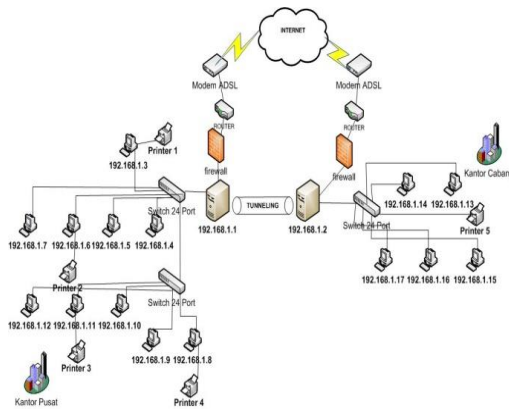 INTERNET
Modem ADSL
Modem ADSL
ROUTER
ROUTER
Printer 1
192.168.1.3
firewall
firewall
Kantor Caban
Switch 24 Port
192.168.1.1
TUNNELING
192.168.1.2
192.168.1.14
192.168.1.13
Switch 24 Port
Printer 5
192.168.1.7
192.168.1.6
192.168.1.5
192.168.1.4
192.168.1.17
192.168.1.16
192.168.1.15
Printer 2
Switch 24 Port
192.168.1.12
192.168.1.11
192.168.1.10
192.168.1.9
192.168.1.8
Printer 3
Kantor Pusat
Printer 4